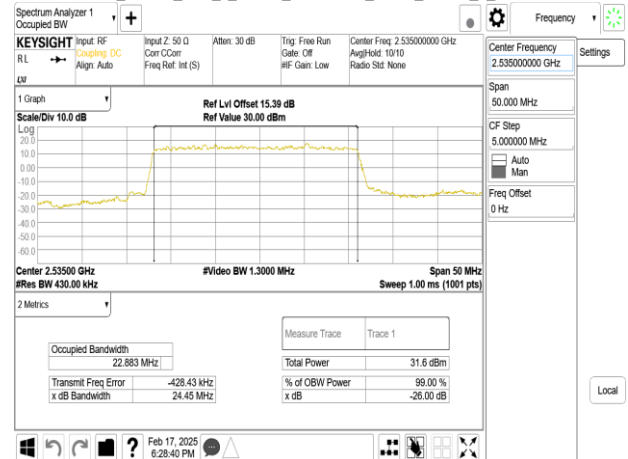 Spectrum Analyzer 1
Occupied BW
Frequency
KEYSIGHT
Input: RF
Coupling: DC
Align: Auto
Input Z: 50 Ω
Corr CCorr
Freq Ref: Int (S)
Atten: 30 dB
Trig: Free Run
Gate: Off
#IF Gain: Low
Center Freq: 2.535000000 GHz
Avg|Hold: 10/10
Radio Std: None
RL
LXI
Center Frequency
2.535000000 GHz
Settings
Span
50.000 MHz
CF Step
5.000000 MHz
Auto
Man
Freq Offset
0 Hz
Local
1 Graph
Scale/Div 10.0 dB
Ref Lvl Offset 15.39 dB
Ref Value 30.00 dBm
Log
20.0
10.0
0.00
-10.0
-20.0
-30.0
-40.0
-50.0
-60.0
Center 2.53500 GHz
#Video BW 1.3000 MHz
Span 50 MHz
#Res BW 430.00 kHz
Sweep 1.00 ms (1001 pts)
2 Metrics
Measure Trace
Trace 1
Occupied Bandwidth
22.883 MHz
Total Power
31.6 dBm
Transmit Freq Error
-428.43 kHz
% of OBW Power
99.00 %
x dB Bandwidth
24.45 MHz
x dB
-26.00 dB
?
Feb 17, 2025
6:28:40 PM